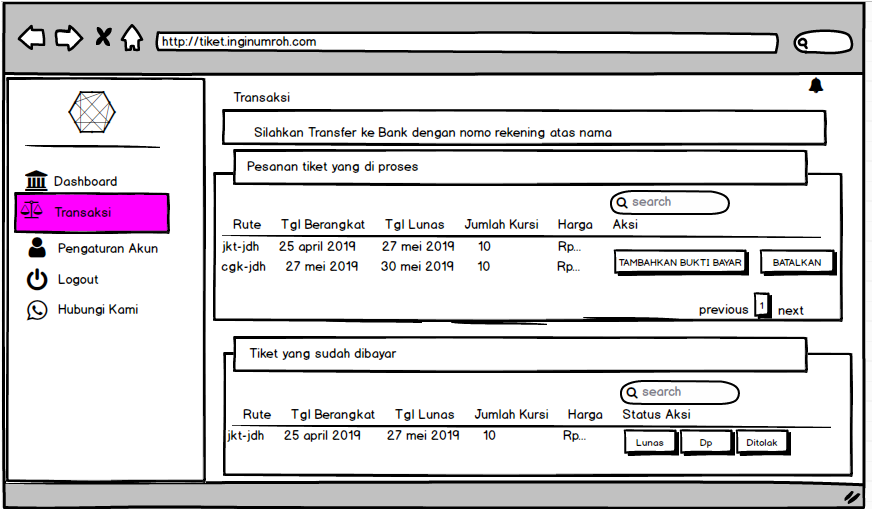 http://tiket.inginumroh.com
Dashboard
Transaksi
Pengaturan Akun
Logout
Hubungi Kami
Transaksi
Silahkan Transfer ke Bank dengan nomo rekening atas nama
Pesanan tiket yang di proses
search
Rute Tgl Berangkat Tgl Lunas Jumlah Kursi Harga Aksi
jkt-jdh 25 april 2019 27 mei 2019 10 Rp...
cgk-jdh 27 mei 2019 30 mei 2019 10 Rp... TAMBAHKAN BUKTI BAYAR BATALKAN
previous 1 next
Tiket yang sudah dibayar
search
Rute Tgl Berangkat Tgl Lunas Jumlah Kursi Harga Status Aksi
jkt-jdh 25 april 2019 27 mei 2019 10 Rp... Lunas Dp Ditolak